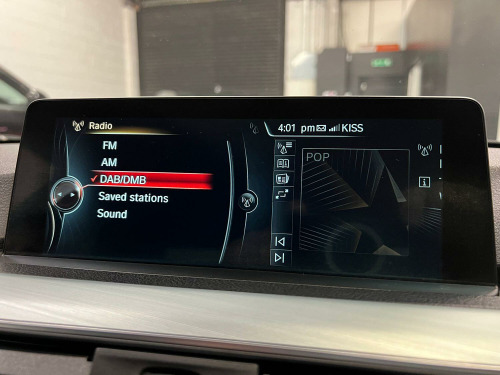 Radio
4:01 pm KISS
FM
AM
DAB/DMB
Saved stations
Sound
POP